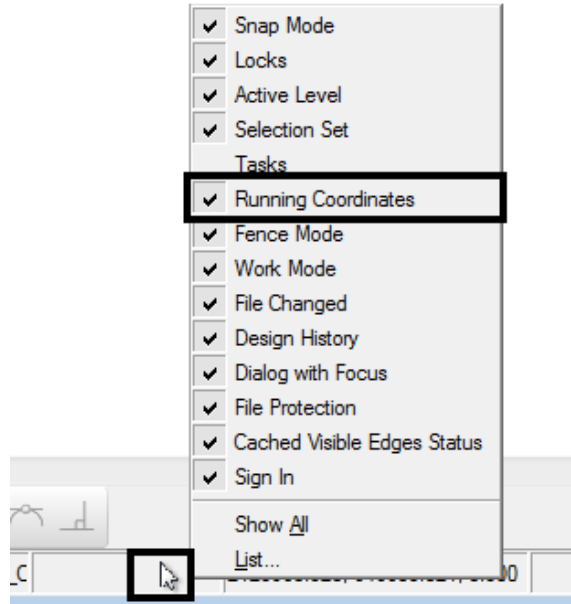 Snap Mode
Locks
Active Level
Selection Set
Tasks
Running Coordinates
Fence Mode
Work Mode
File Changed
Design History
Dialog with Focus
File Protection
Cached Visible Edges Status
Sign In
Show All
List...
_C